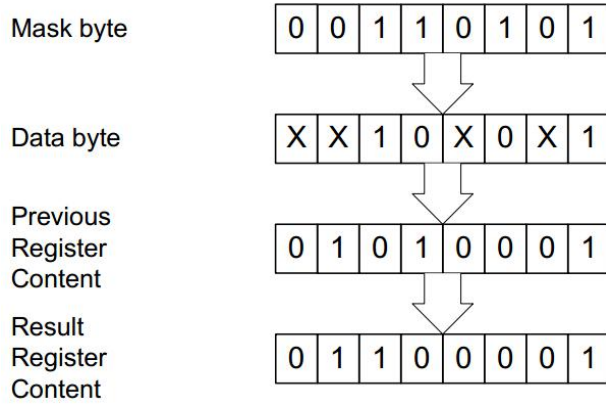 Mask byte 0 0 1 1 0 1 0 1
Data byte X X 1 0 X 0 X 1
Previous
Register 0 1 0 1 0 0 0 1
Content
Result
Register 0 1 1 0 0 0 0 1
Content